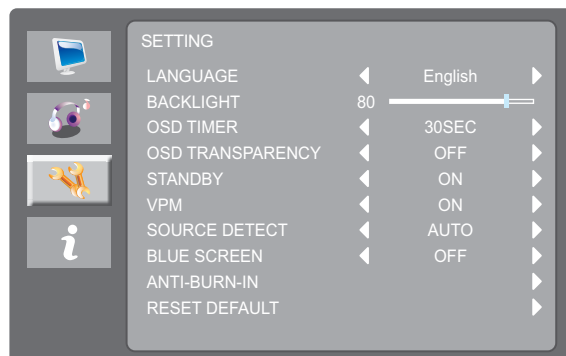 SETTING
LANGUAGE English
BACKLIGHT 80
OSD TIMER 30SEC
OSD TRANSPARENCY OFF
STANDBY ON
VPM ON
SOURCE DETECT AUTO
BLUE SCREEN OFF
ANTI-BURN-IN
RESET DEFAULT